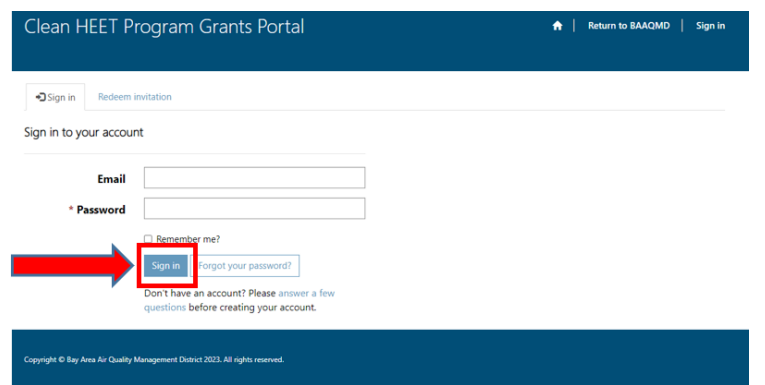 Clean HEET Program Grants Portal
Return to BAAQMD | Sign in
Sign in
Redeem invitation
Sign in to your account
Email
* Password
Remember me?
Sign in
Forgot your password?
Don't have an account? Please answer a few
questions before creating your account.
Copyright © Bay Area Air Quality Management District 2023. All rights reserved.